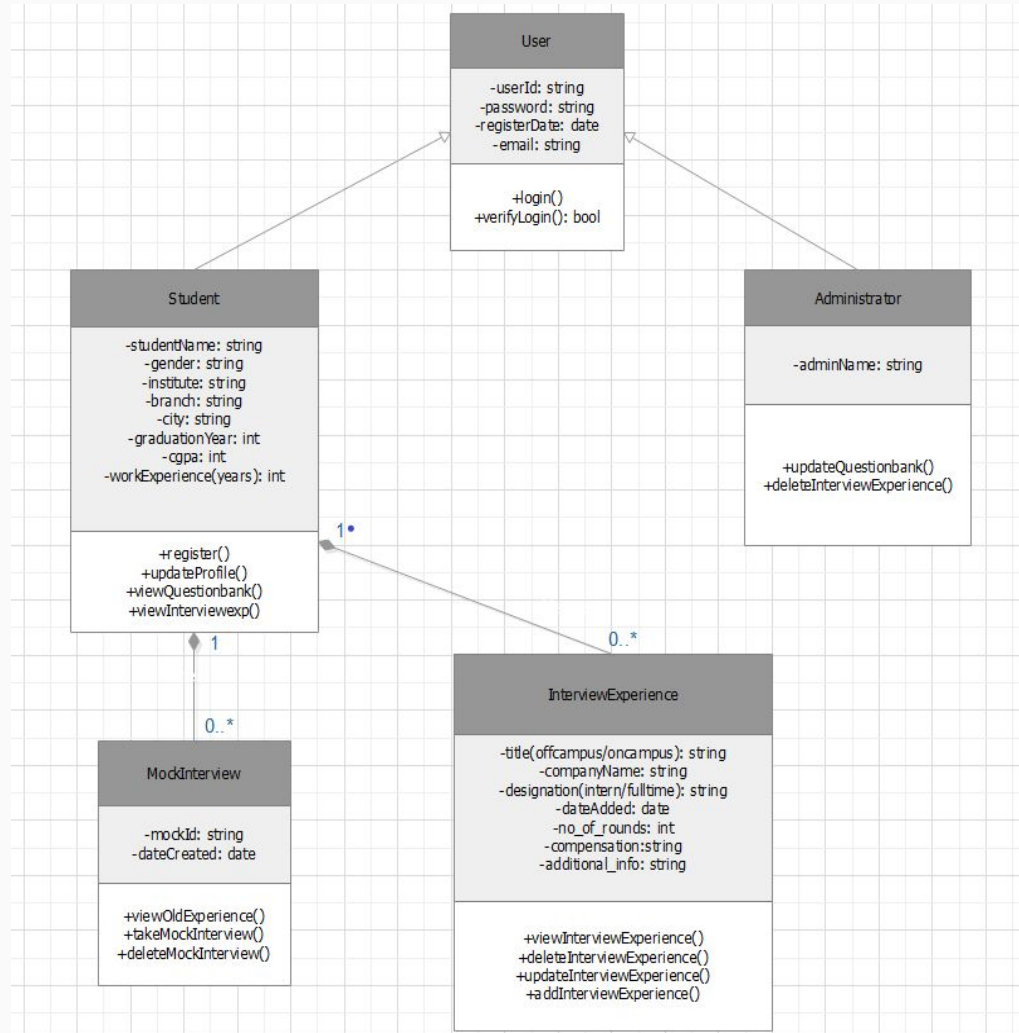 User
-userId: string
-password: string
-registerDate: date
-email: string
+login()
+verifyLogin(): bool
Student
-studentName: string
-gender: string
-institute: string
-branch: string
-city: string
-graduationYear: int
-cgpa: int
-workExperience(years): int
+register()
+updateProfile()
+viewQuestionbank()
+viewInterviewexp()
Administrator
-adminName: string
+updateQuestionbank()
+deleteInterviewExperience()
1
0..*
1
0..*
MockInterview
-mockId: string
-dateCreated: date
+viewOldExperience()
+takeMockInterview()
+deleteMockInterview()
InterviewExperience
-title(offcampus/oncampus): string
-companyName: string
-designation(intern/fulltime): string
-dateAdded: date
-no_of_rounds: int
-compensation:string
-additional_info: string
+viewInterviewExperience()
+deleteInterviewExperience()
+updateInterviewExperience()
+addInterviewExperience()